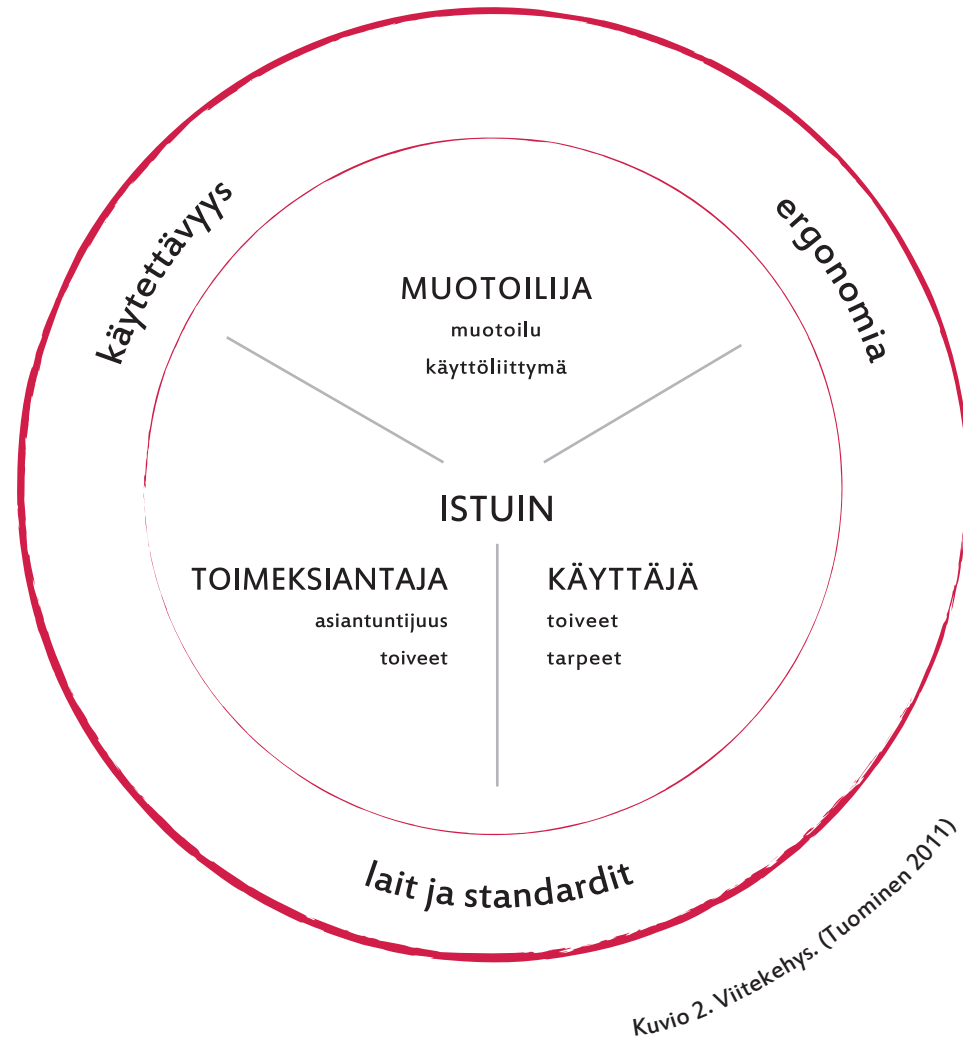 käytettävyys
ergonomia
MUOTOILIJA
muotoilu
käyttöliittymä
ISTUIN
TOIMEKSIANTAJA
asiantuntijuus
toiveet
KÄYTTÄJÄ
toiveet
tarpeet
lait ja standardit
Kuvio 2. Viitekehys. (Tuominen 2011)